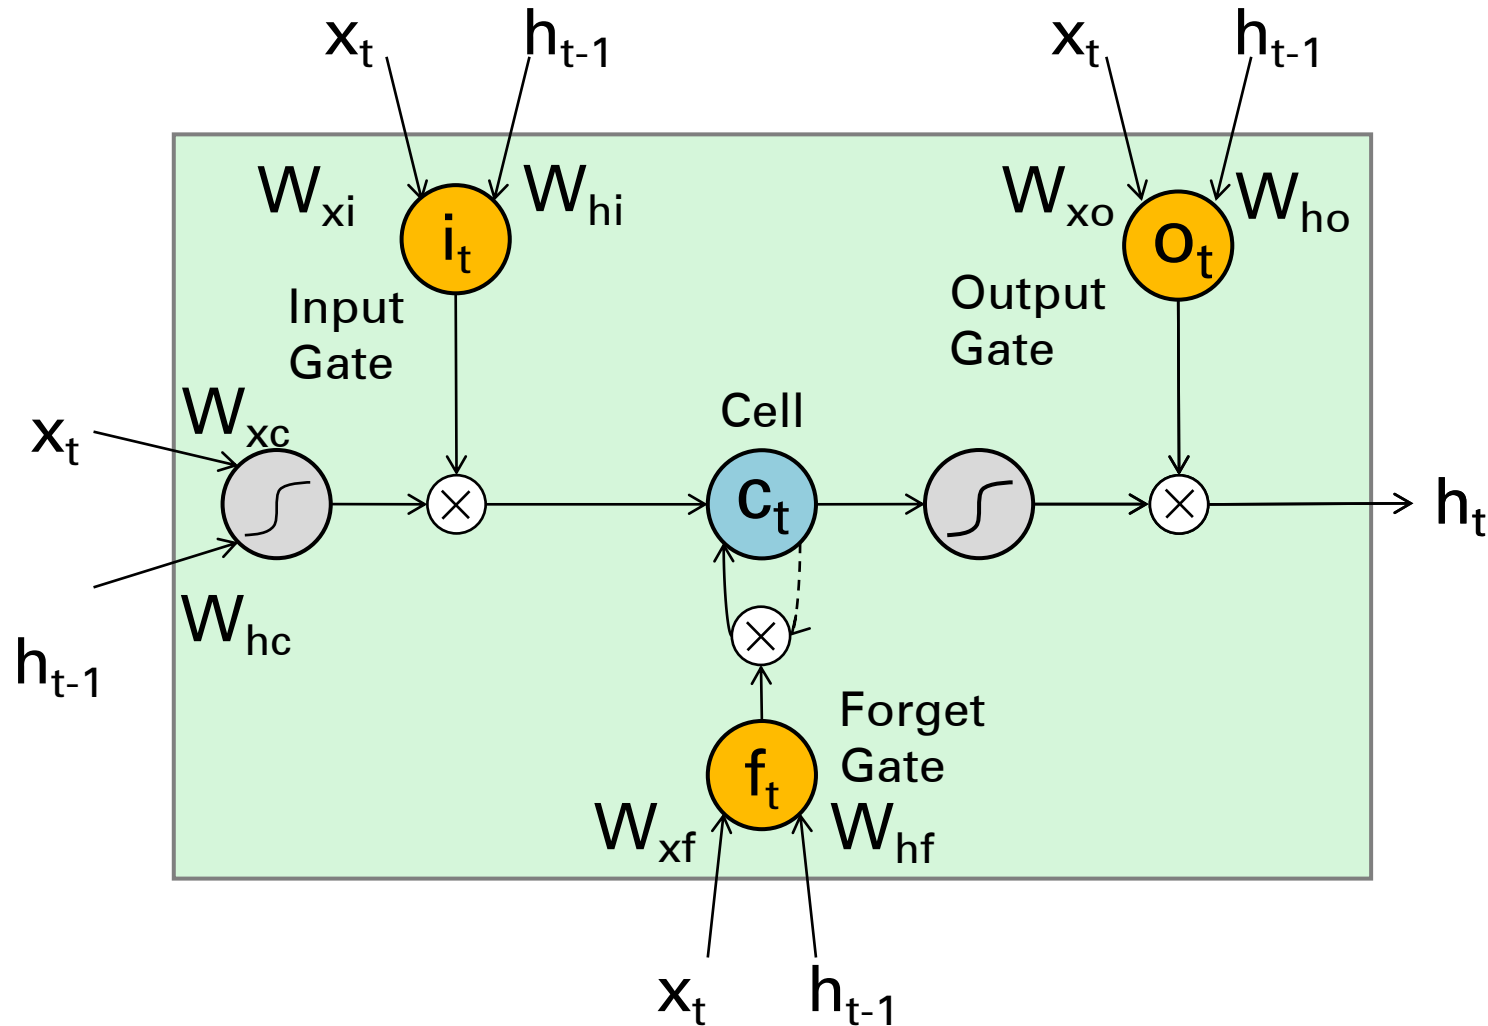 xt ht-1 xt ht-1
Wxi it Whi Wxo ot Who
Input
Gate
Output
Gate
Cell
xt Wxc
ct
ht
Whc
ht-1
Forget
Gate
ft
Wxf Whf
xt ht-1